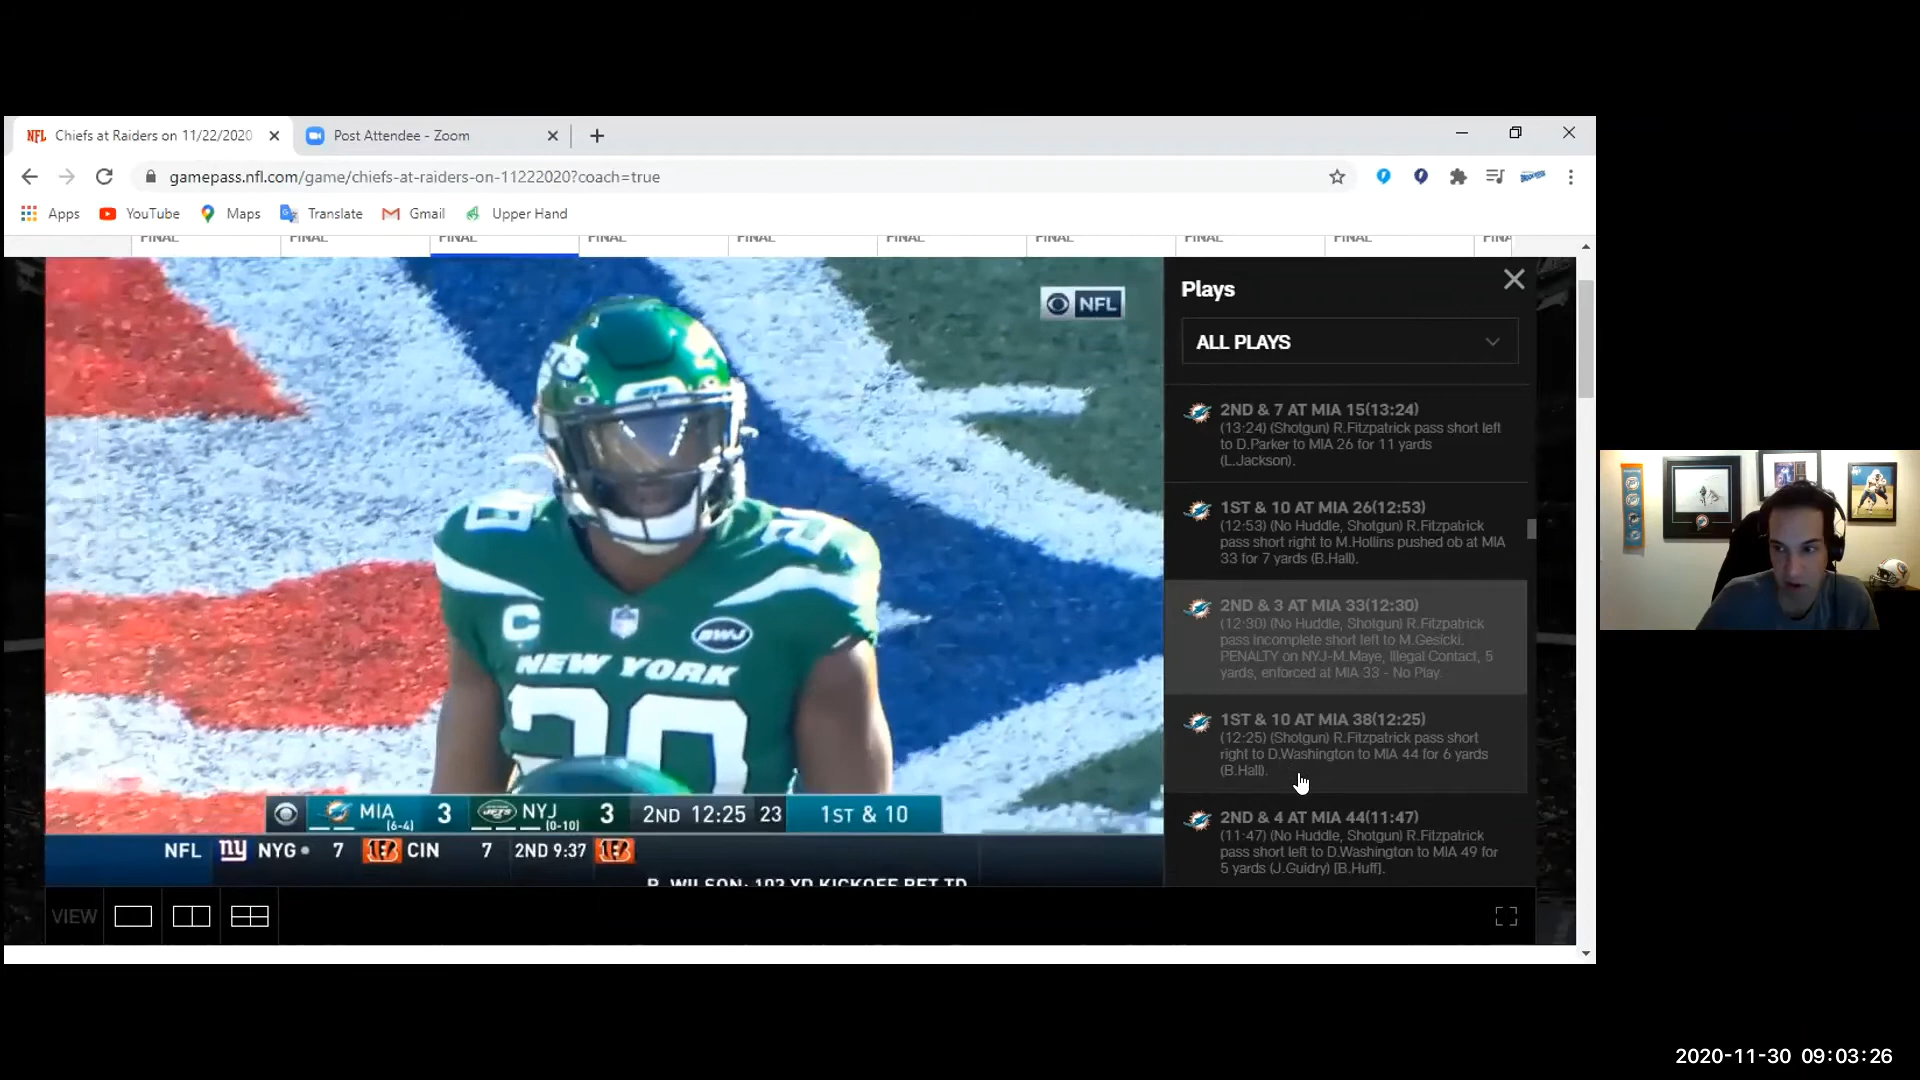 Chiefs at Raiders on 11/22/2020
Post Attendee - Zoom
gamepass.nfl.com/game/chiefs-at-raiders-on-11222020?coach=true
Apps YouTube Maps Translate Gmail Upper Hand
FINAL FINAL FINAL FINAL FINAL FINAL FINAL FINAL FINAL
NFL
Plays
ALL PLAYS
2ND & 7 AT MIA 15(13:24)
(13:24) (Shotgun) R.Fitzpatrick pass short left
to D.Parker to MIA 26 for 11 yards
(L.Jackson).
1ST & 10 AT MIA 26(12:53)
(12:53) (No Huddle, Shotgun) R.Fitzpatrick
pass short right to M.Hollins pushed ob at MIA
33 for 7 yards (B.Hall).
2ND & 3 AT MIA 33(12:30)
(12:30) (No Huddle, Shotgun) R.Fitzpatrick
pass incomplete short left to M.Gesicki.
PENALTY on NYJ-M.Maye, Illegal Contact, 5
yards, enforced at MIA 33 - No Play.
1ST & 10 AT MIA 38(12:25)
(12:25) (Shotgun) R.Fitzpatrick pass short
right to D.Washington to MIA 44 for 6 yards
(B.Hall).
2ND & 4 AT MIA 44(11:47)
(11:47) (No Huddle, Shotgun) R.Fitzpatrick
pass short left to D.Washington to MIA 49 for
5 yards (J.Guidry) [B.Huff].
C
BWJ
NEW YORK
20
MIA (6-4) 3 JETS NYJ (0-10) 3 2ND 12:25 23 1ST & 10
NFL ny NYG 7 CIN 7 2ND 9:37
B. WILSON: 103 YD KICKOFF RET TD
VIEW
2020-11-30 09:03:26